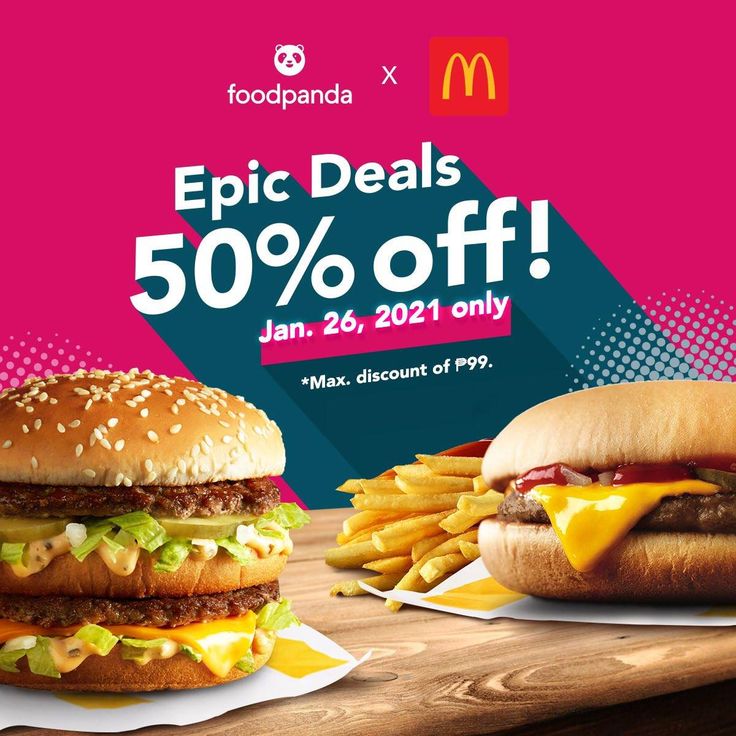 foodpanda X M
Epic Deals
50% off!
Jan. 26, 2021 only
*Max. discount of ₱99.